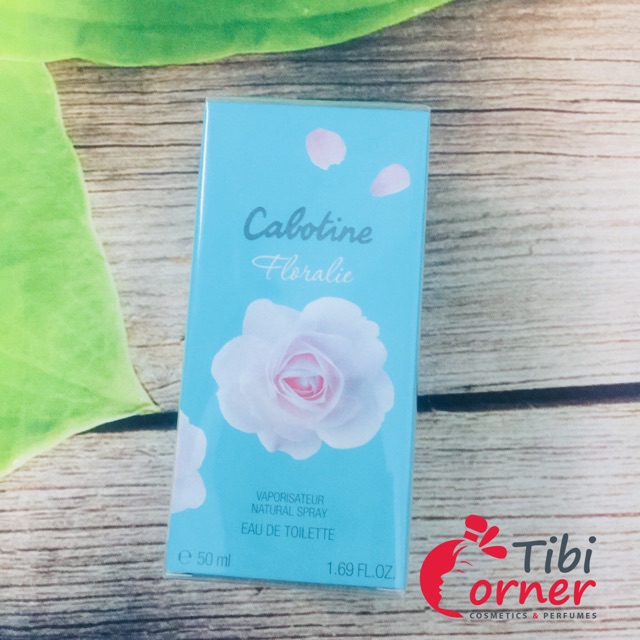 Cabotine
Floralie
VAPORISATEUR
NATURAL SPRAY
EAU DE TOILETTE
℮ 50 ml 1.69 FL.OZ.
Tibi
Corner
COSMETICS & PERFUMES